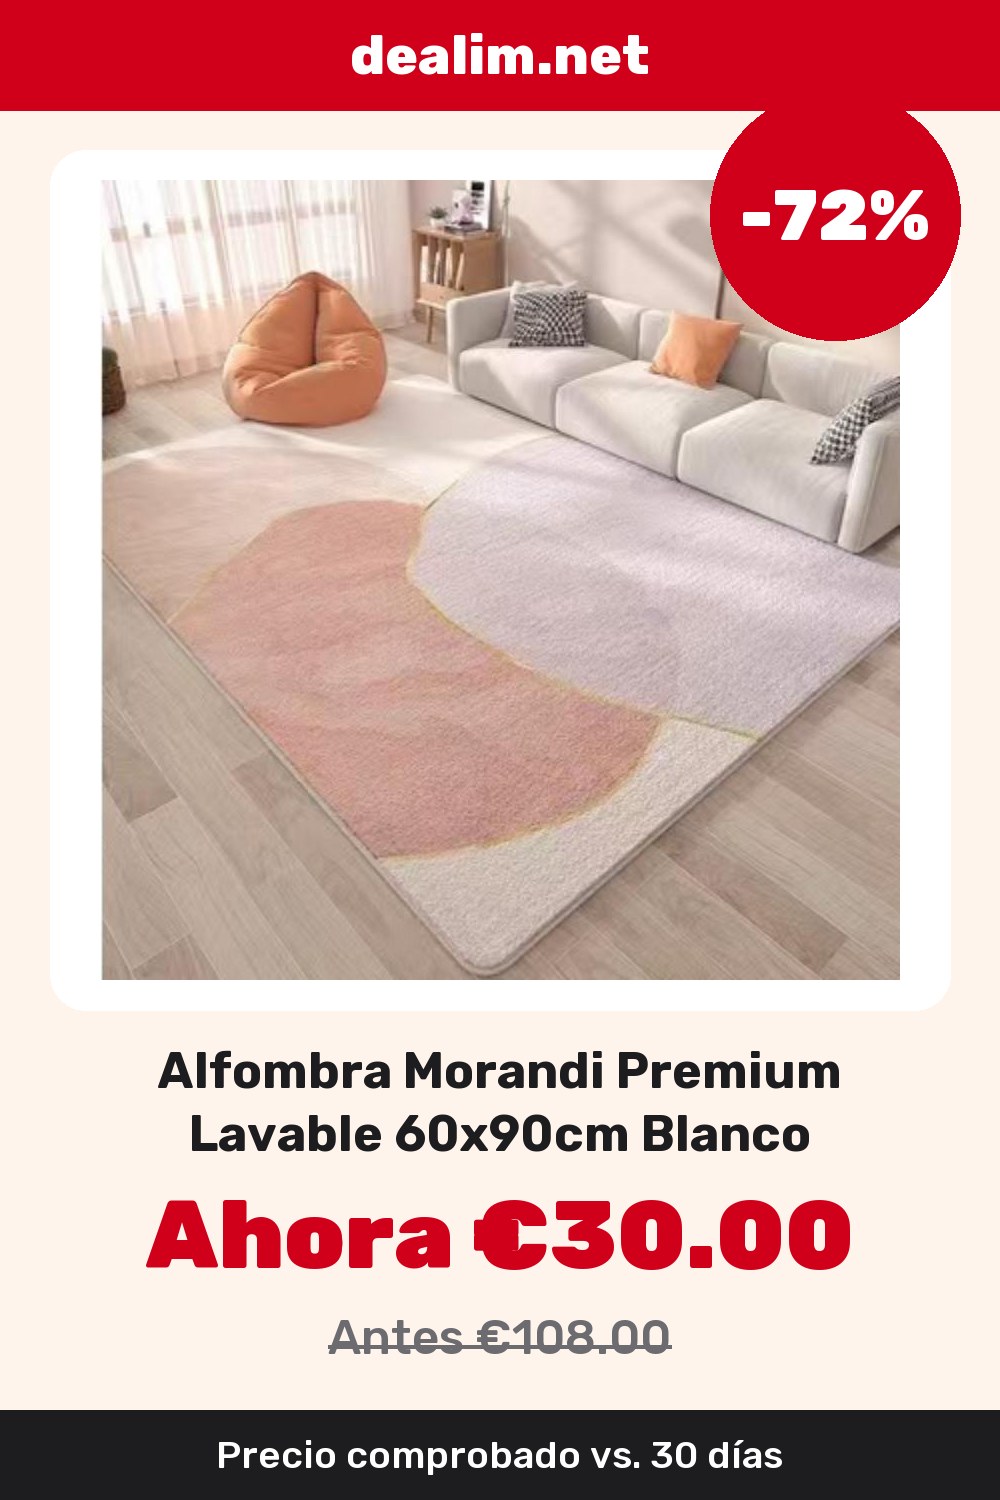 dealim.net
-72%
Alfombra Morandi Premium
Lavable 60x90cm Blanco
Ahora €30.00
Antes €108.00
Precio comprobado vs. 30 días